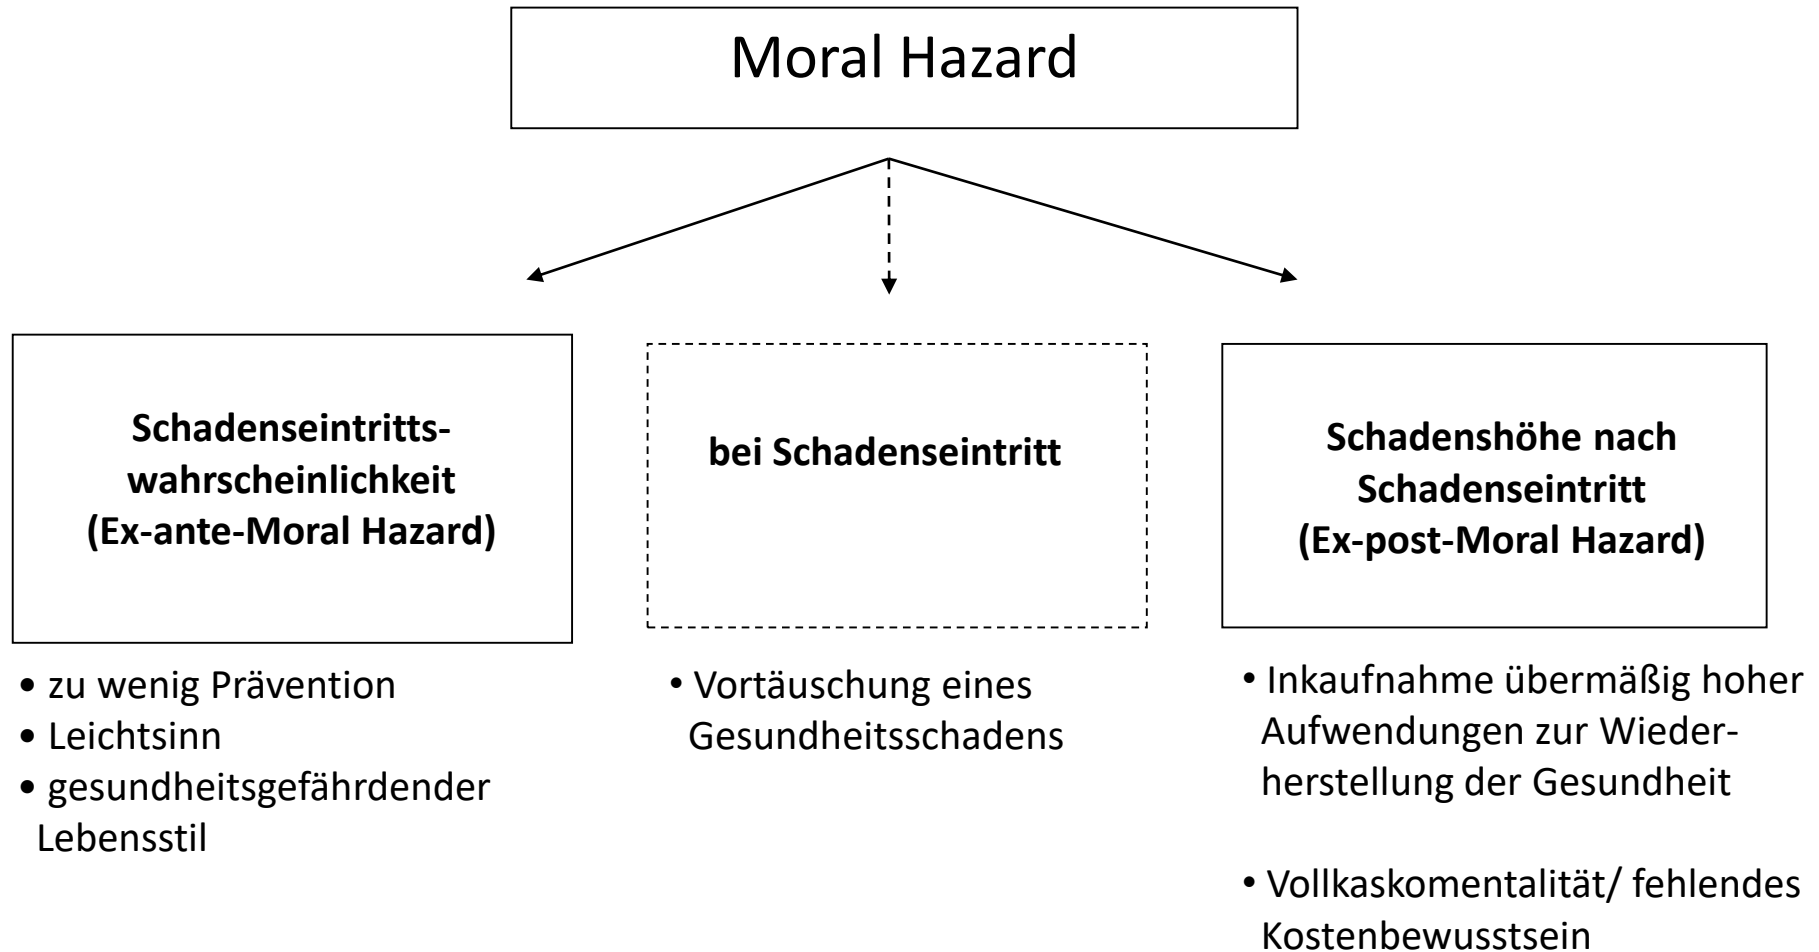 Moral Hazard
Schadenseintritts-
wahrscheinlichkeit
(Ex-ante-Moral Hazard)
• zu wenig Prävention
• Leichtsinn
• gesundheitsgefährdender
Lebensstil
bei Schadenseintritt
• Vortäuschung eines
Gesundheitsschadens
Schadenshöhe nach
Schadenseintritt
(Ex-post-Moral Hazard)
• Inkaufnahme übermäßig hoher
Aufwendungen zur Wieder-
herstellung der Gesundheit
• Vollkaskomentalität/ fehlendes
Kostenbewusstsein